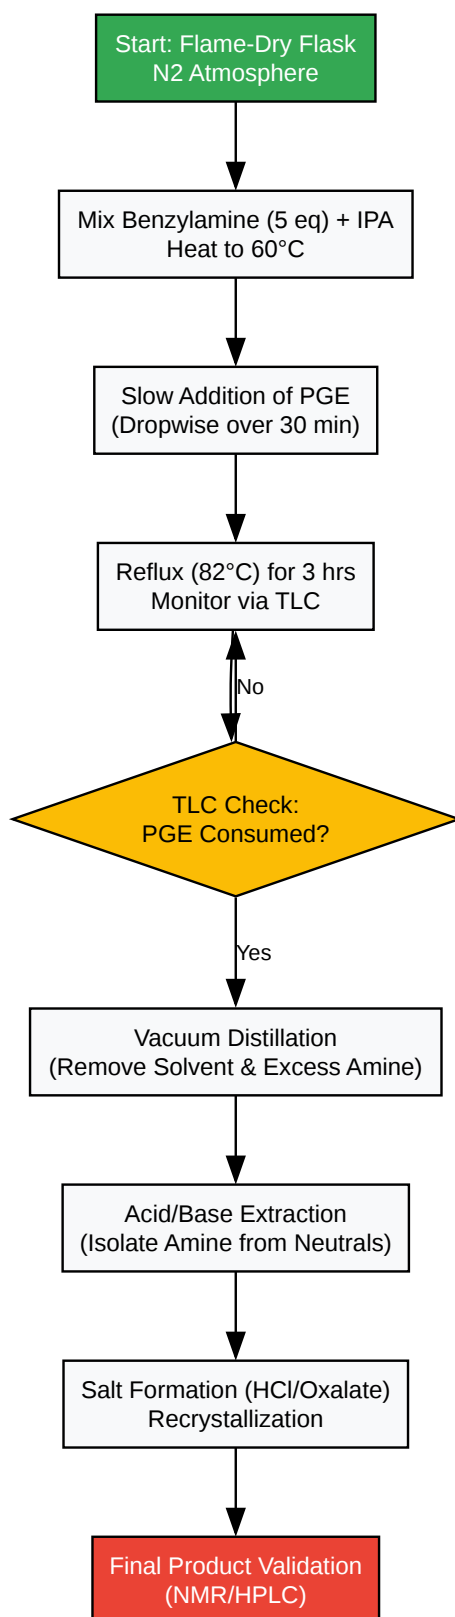 Start: Flame-Dry Flask
N2 Atmosphere
Mix Benzylamine (5 eq) + IPA
Heat to 60°C
Slow Addition of PGE
(Dropwise over 30 min)
Reflux (82°C) for 3 hrs
Monitor via TLC
No
TLC Check:
PGE Consumed?
Yes
Vacuum Distillation
(Remove Solvent & Excess Amine)
Acid/Base Extraction
(Isolate Amine from Neutrals)
Salt Formation (HCl/Oxalate)
Recrystallization
Final Product Validation
(NMR/HPLC)